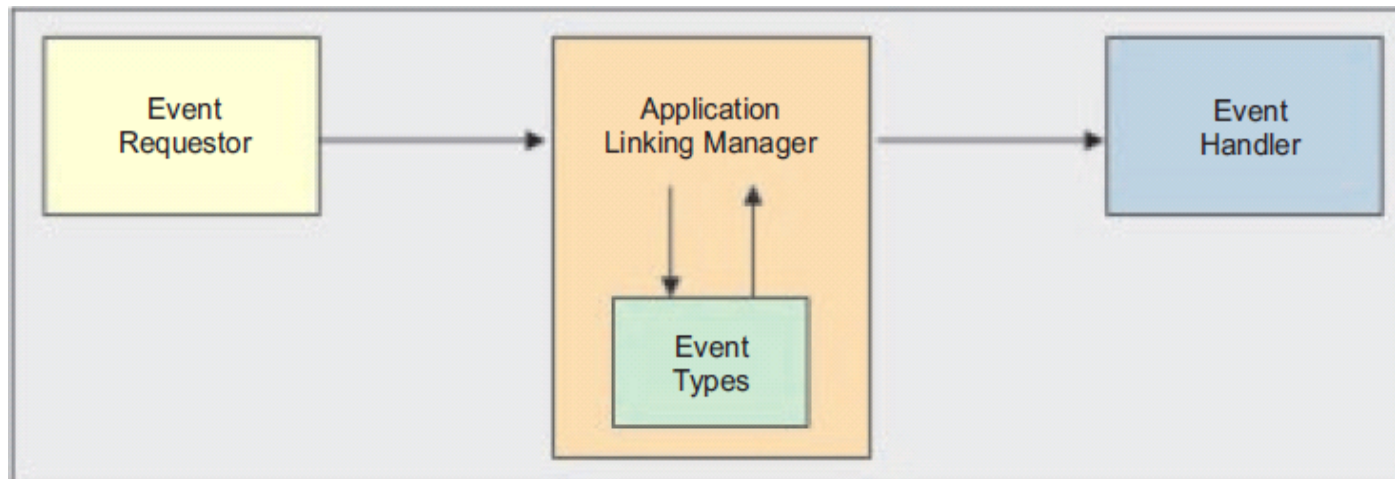 Event
Requestor
Application
Linking Manager
Event
Types
Event
Handler